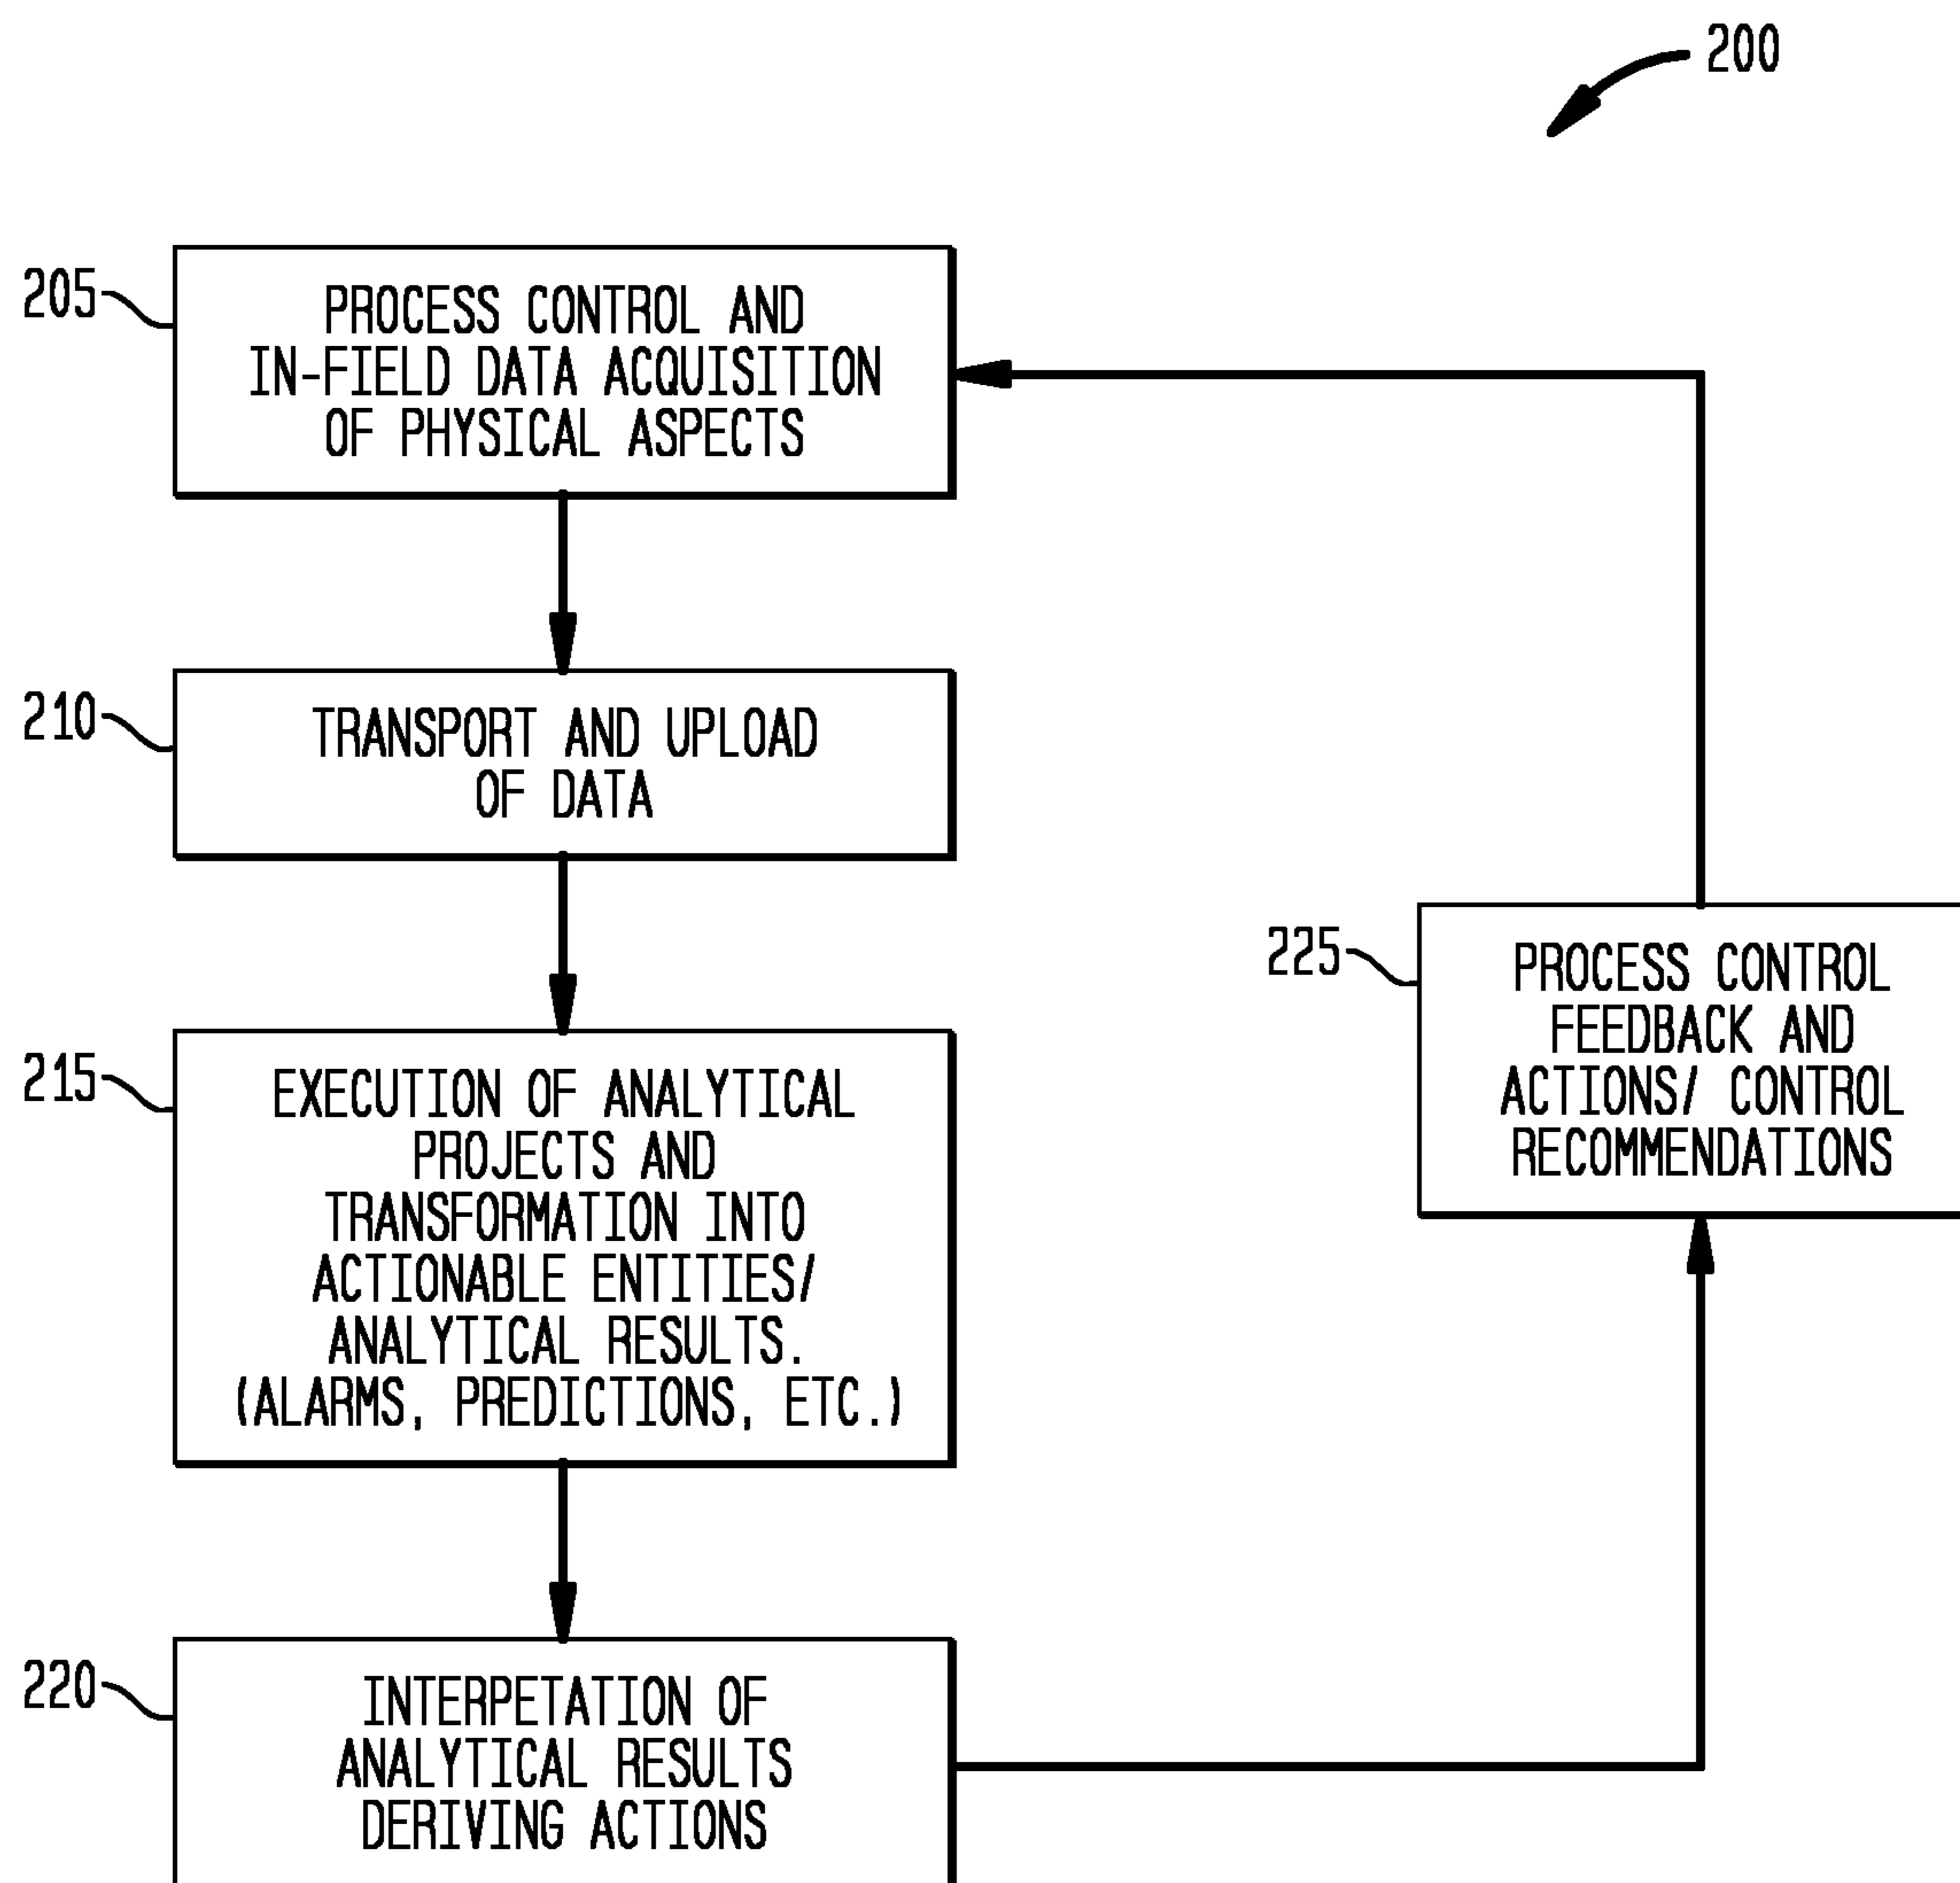 200
205
PROCESS CONTROL AND
IN-FIELD DATA ACQUISITION
OF PHYSICAL ASPECTS
210
TRANSPORT AND UPLOAD
OF DATA
215
EXECUTION OF ANALYTICAL
PROJECTS AND
TRANSFORMATION INTO
ACTIONABLE ENTITIES/
ANALYTICAL RESULTS.
(ALARMS, PREDICTIONS, ETC.)
220
INTERPETATION OF
ANALYTICAL RESULTS
DERIVING ACTIONS
225
PROCESS CONTROL
FEEDBACK AND
ACTIONS/ CONTROL
RECOMMENDATIONS